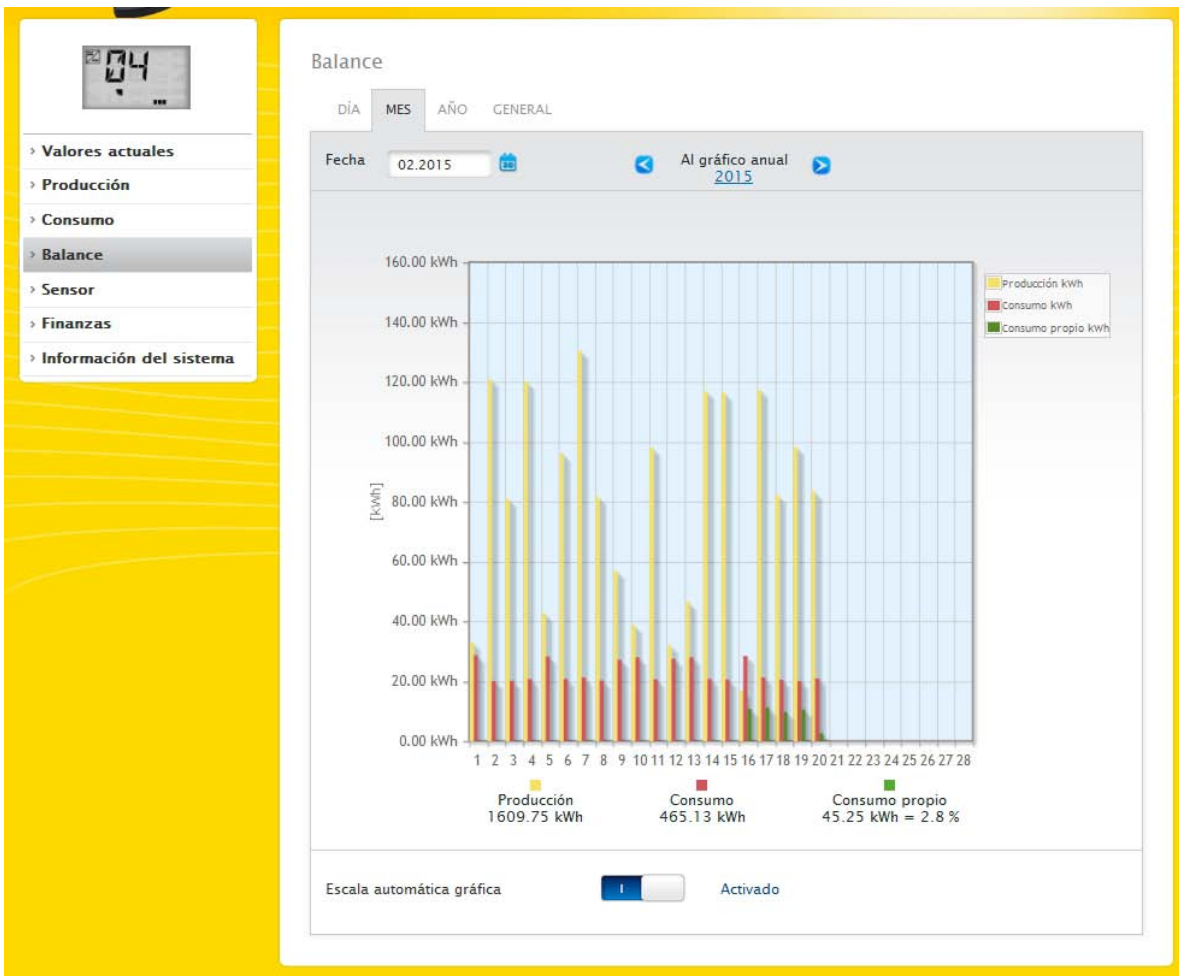 04
Valores actuales
Producción
Consumo
Balance
Sensor
Finanzas
Información del sistema
Balance
DÍA MES AÑO GENERAL
Fecha 02.2015 Al gráfico anual
2015
160.00 kWh
140.00 kWh
120.00 kWh
100.00 kWh
80.00 kWh
60.00 kWh
40.00 kWh
20.00 kWh
0.00 kWh
[kWh]
Producción kWh
Consumo kWh
Consumo propio kWh
1 2 3 4 5 6 7 8 9 10 11 12 13 14 15 16 17 18 19 20 21 22 23 24 25 26 27 28
Producción Consumo Consumo propio
1609.75 kWh 465.13 kWh 45.25 kWh = 2.8 %
Escala automática gráfica I Activado